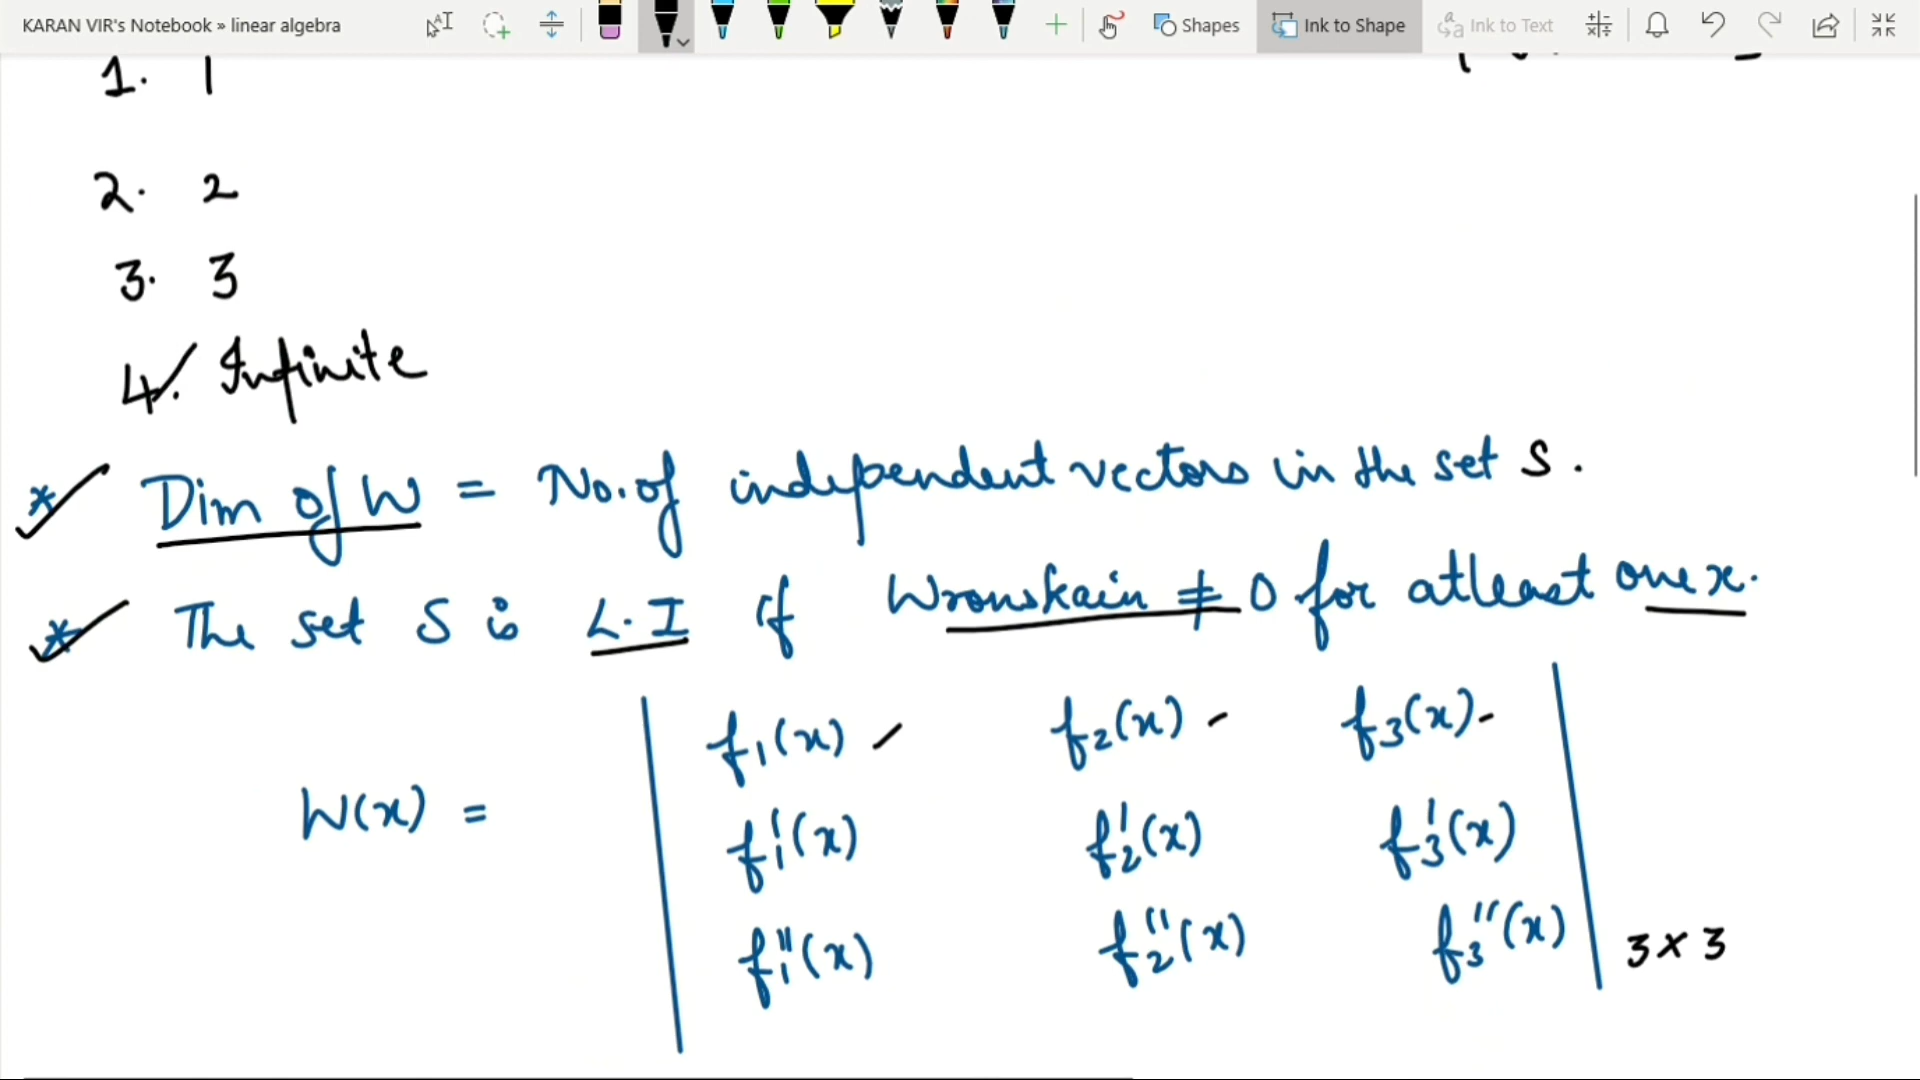 KARAN VIR's Notebook » linear algebra
Shapes
Ink to Shape
Ink to Text
1. 1
2. 2
3. 3
4. Infinite
* Dim of W = No. of independent vectors in the set S.
* The set S is L.I if Wronskain ≠ 0 for atleast one x.
f₁(x) f₂(x) f₃(x)
W(x) = f₁'(x) f₂'(x) f₃'(x)
f₁''(x) f₂''(x) f₃''(x) 3×3